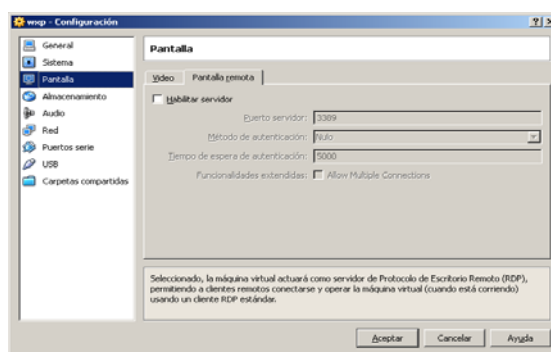 wxp - Configuración
General
Sistema
Pantalla
Almacenamiento
Audio
Red
Puertos serie
USB
Carpetas compartidas
Pantalla
Video Pantalla remota
Habilitar servidor
Puerto servidor: 3389
Método de autenticación: Nulo
Tiempo de espera de autenticación: 5000
Funcionalidades extendidas: Allow Multiple Connections
Seleccionado, la máquina virtual actuará como servidor de Protocolo de Escritorio Remoto (RDP),
permitiendo a clientes remotos conectarse y operar la máquina virtual (cuando está corriendo)
usando un cliente RDP estándar.
Aceptar Cancelar Ayuda